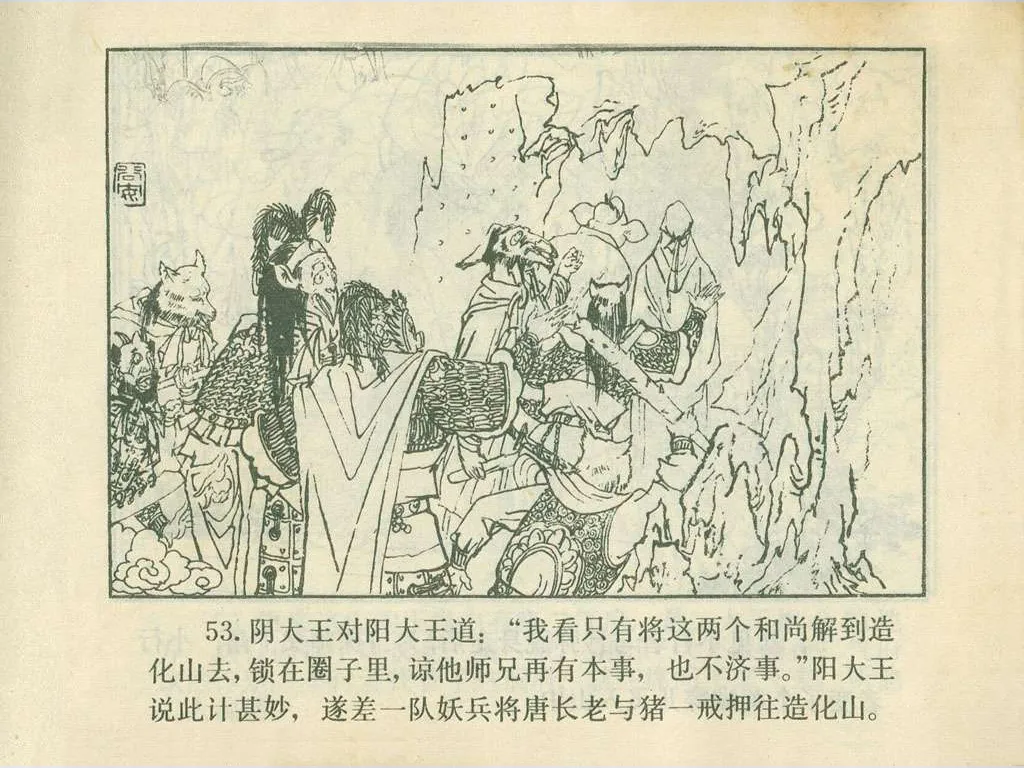 53. 阴大王对阳大王道：“我看只有将这两个和尚解到造
化山去，锁在圈子里，谅他师兄再有本事，也不济事。”阳大王
说此计甚妙，遂差一队妖兵将唐长老与猪一戒押往造化山。